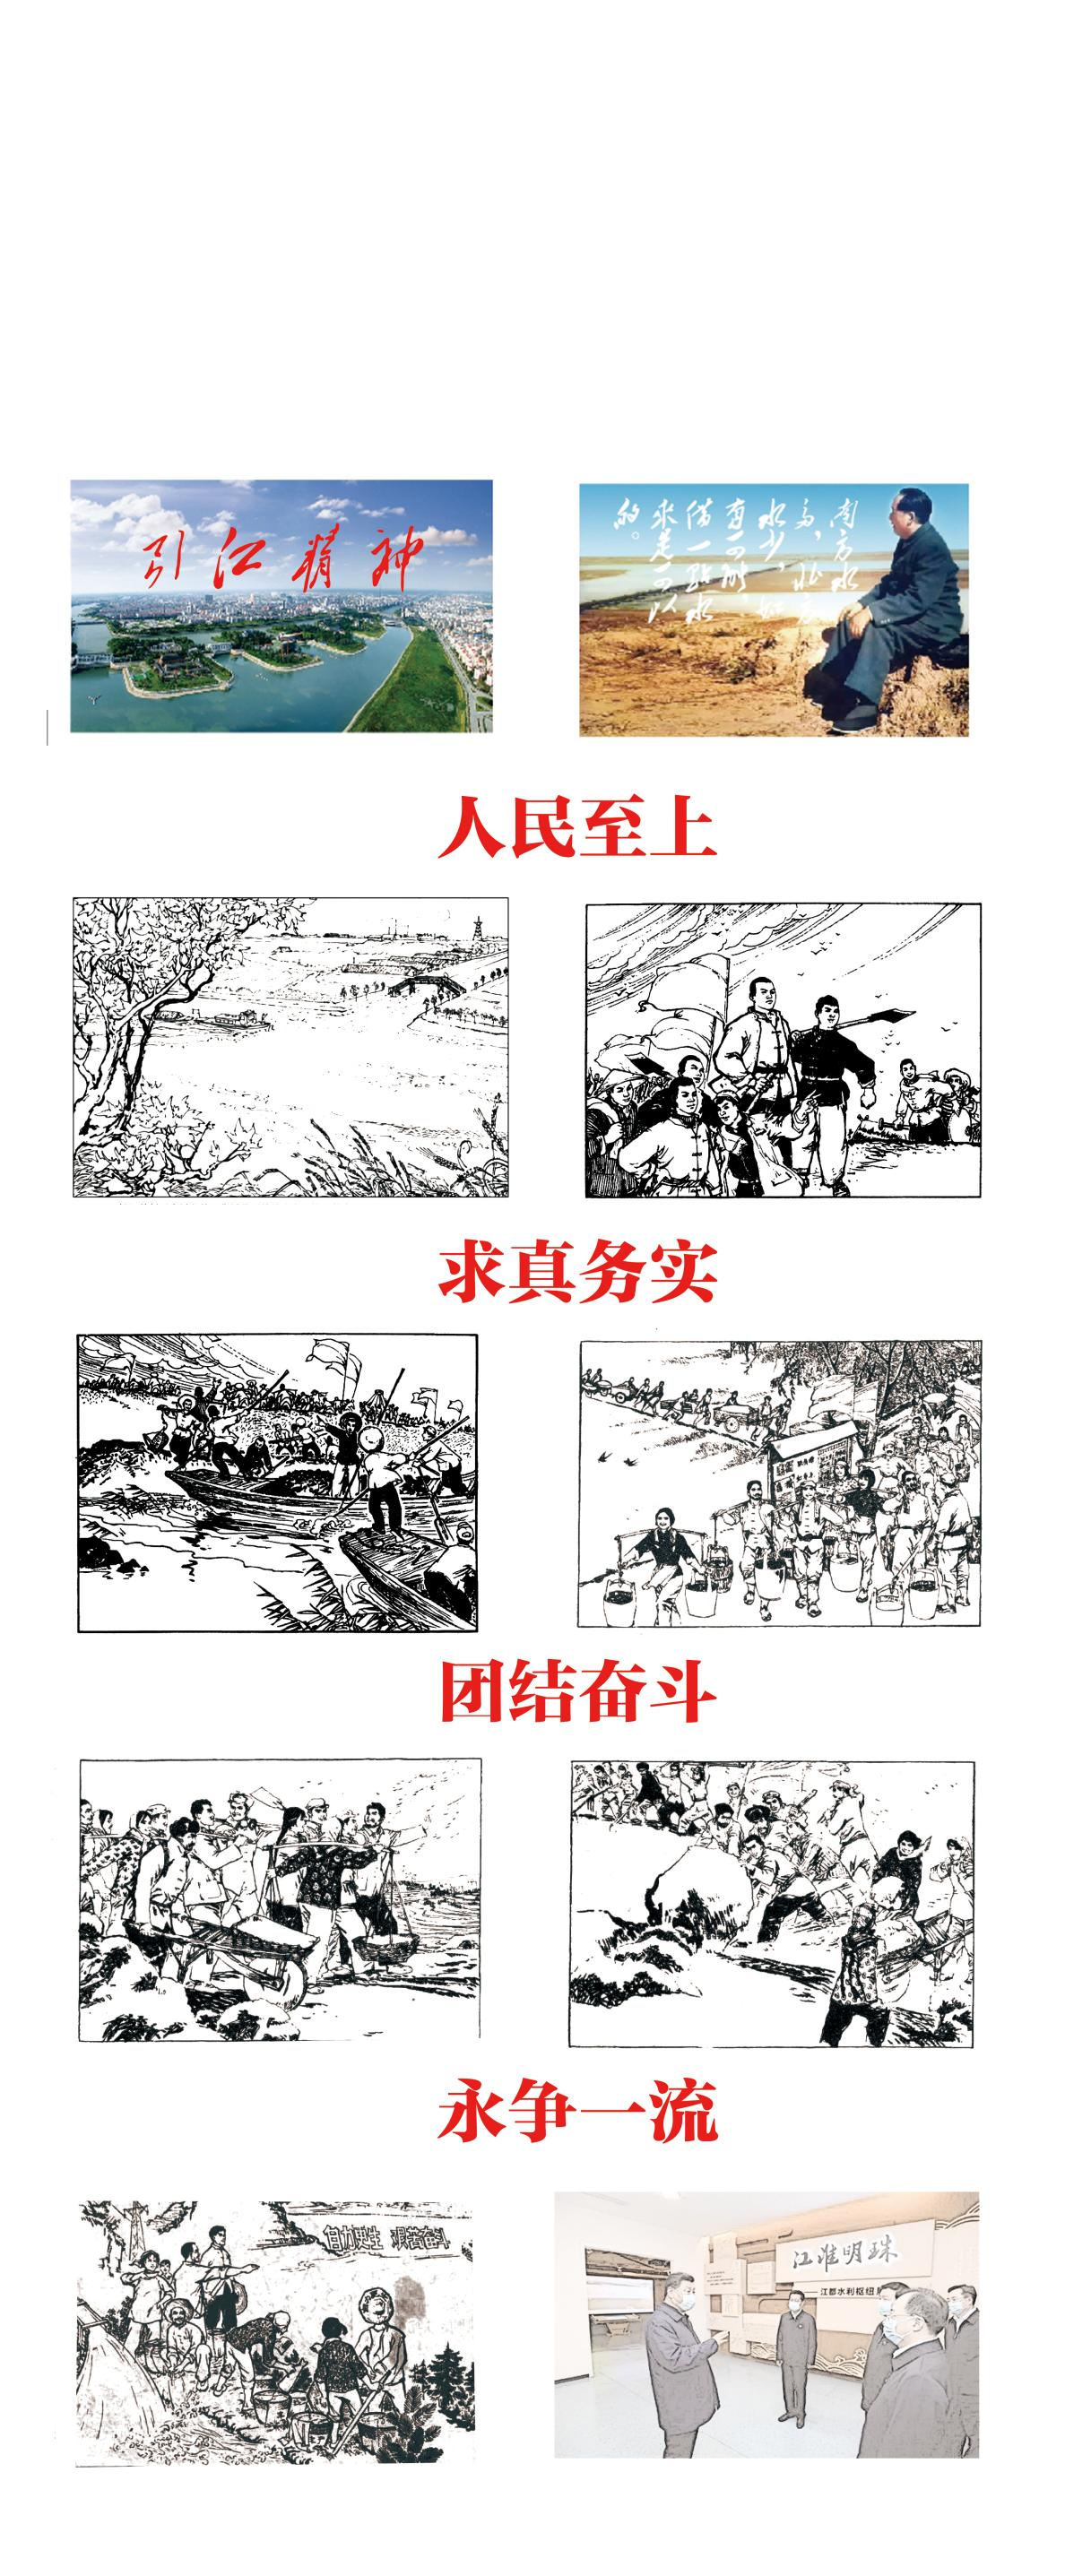 引江精神
南方水
多，北方
水少，如
有可能，
借一點水
來是可以
的。
人民至上
求真务实
团结奋斗
永争一流
自力更生 艰苦奋斗
江淮明珠
江都水利枢纽